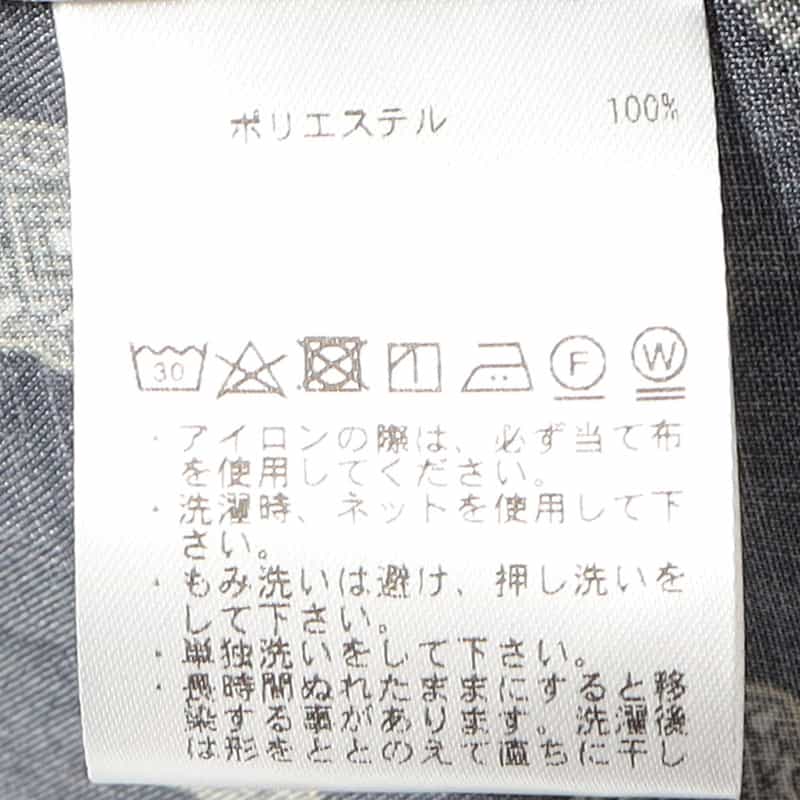 ポリエステル 100%
30 F W
・アイロンの際は、必ず当て布
を使用してください。
・洗濯時、ネットを使用して下
さい。
・もみ洗いは避け、押し洗いを
して下さい。
・単独洗いをして下さい。
・長時間ぬれたままにすると移
染する事があります。洗濯後
は形をととのえて直ちに干し